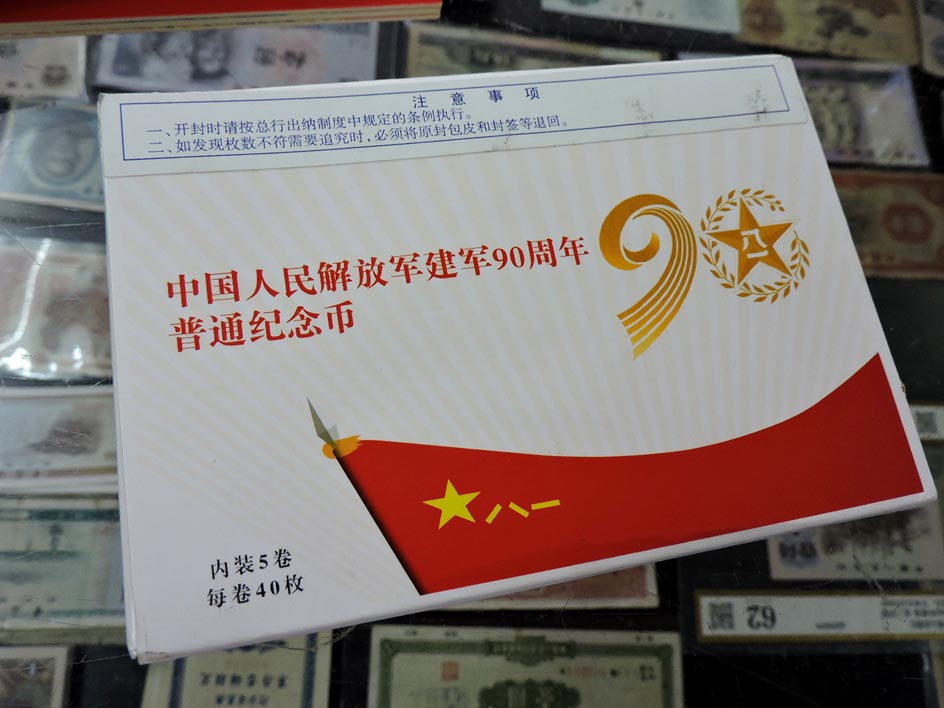 注意事项
一、开封时请按总行出纳制度中规定的条例执行。
二、如发现枚数不符需要追究时，必须将原封包皮和封签等退回。
90
八一
中国人民解放军建军90周年
普通纪念币
八一
内装5卷
每卷40枚
62